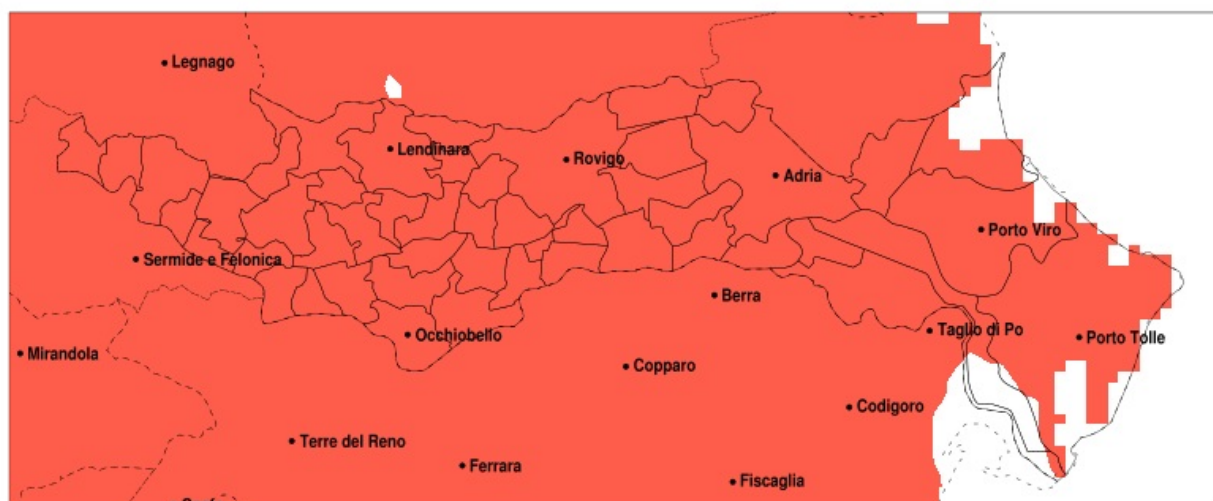 Legnago
Lendinara
Rovigo
Adria
Porto Viro
Sermide e Felonica
Berra
Occhiobello
Taglio di Po
Porto Tolle
Mirandola
Copparo
Codigoro
Terre del Reno
Ferrara
Fiscaglia